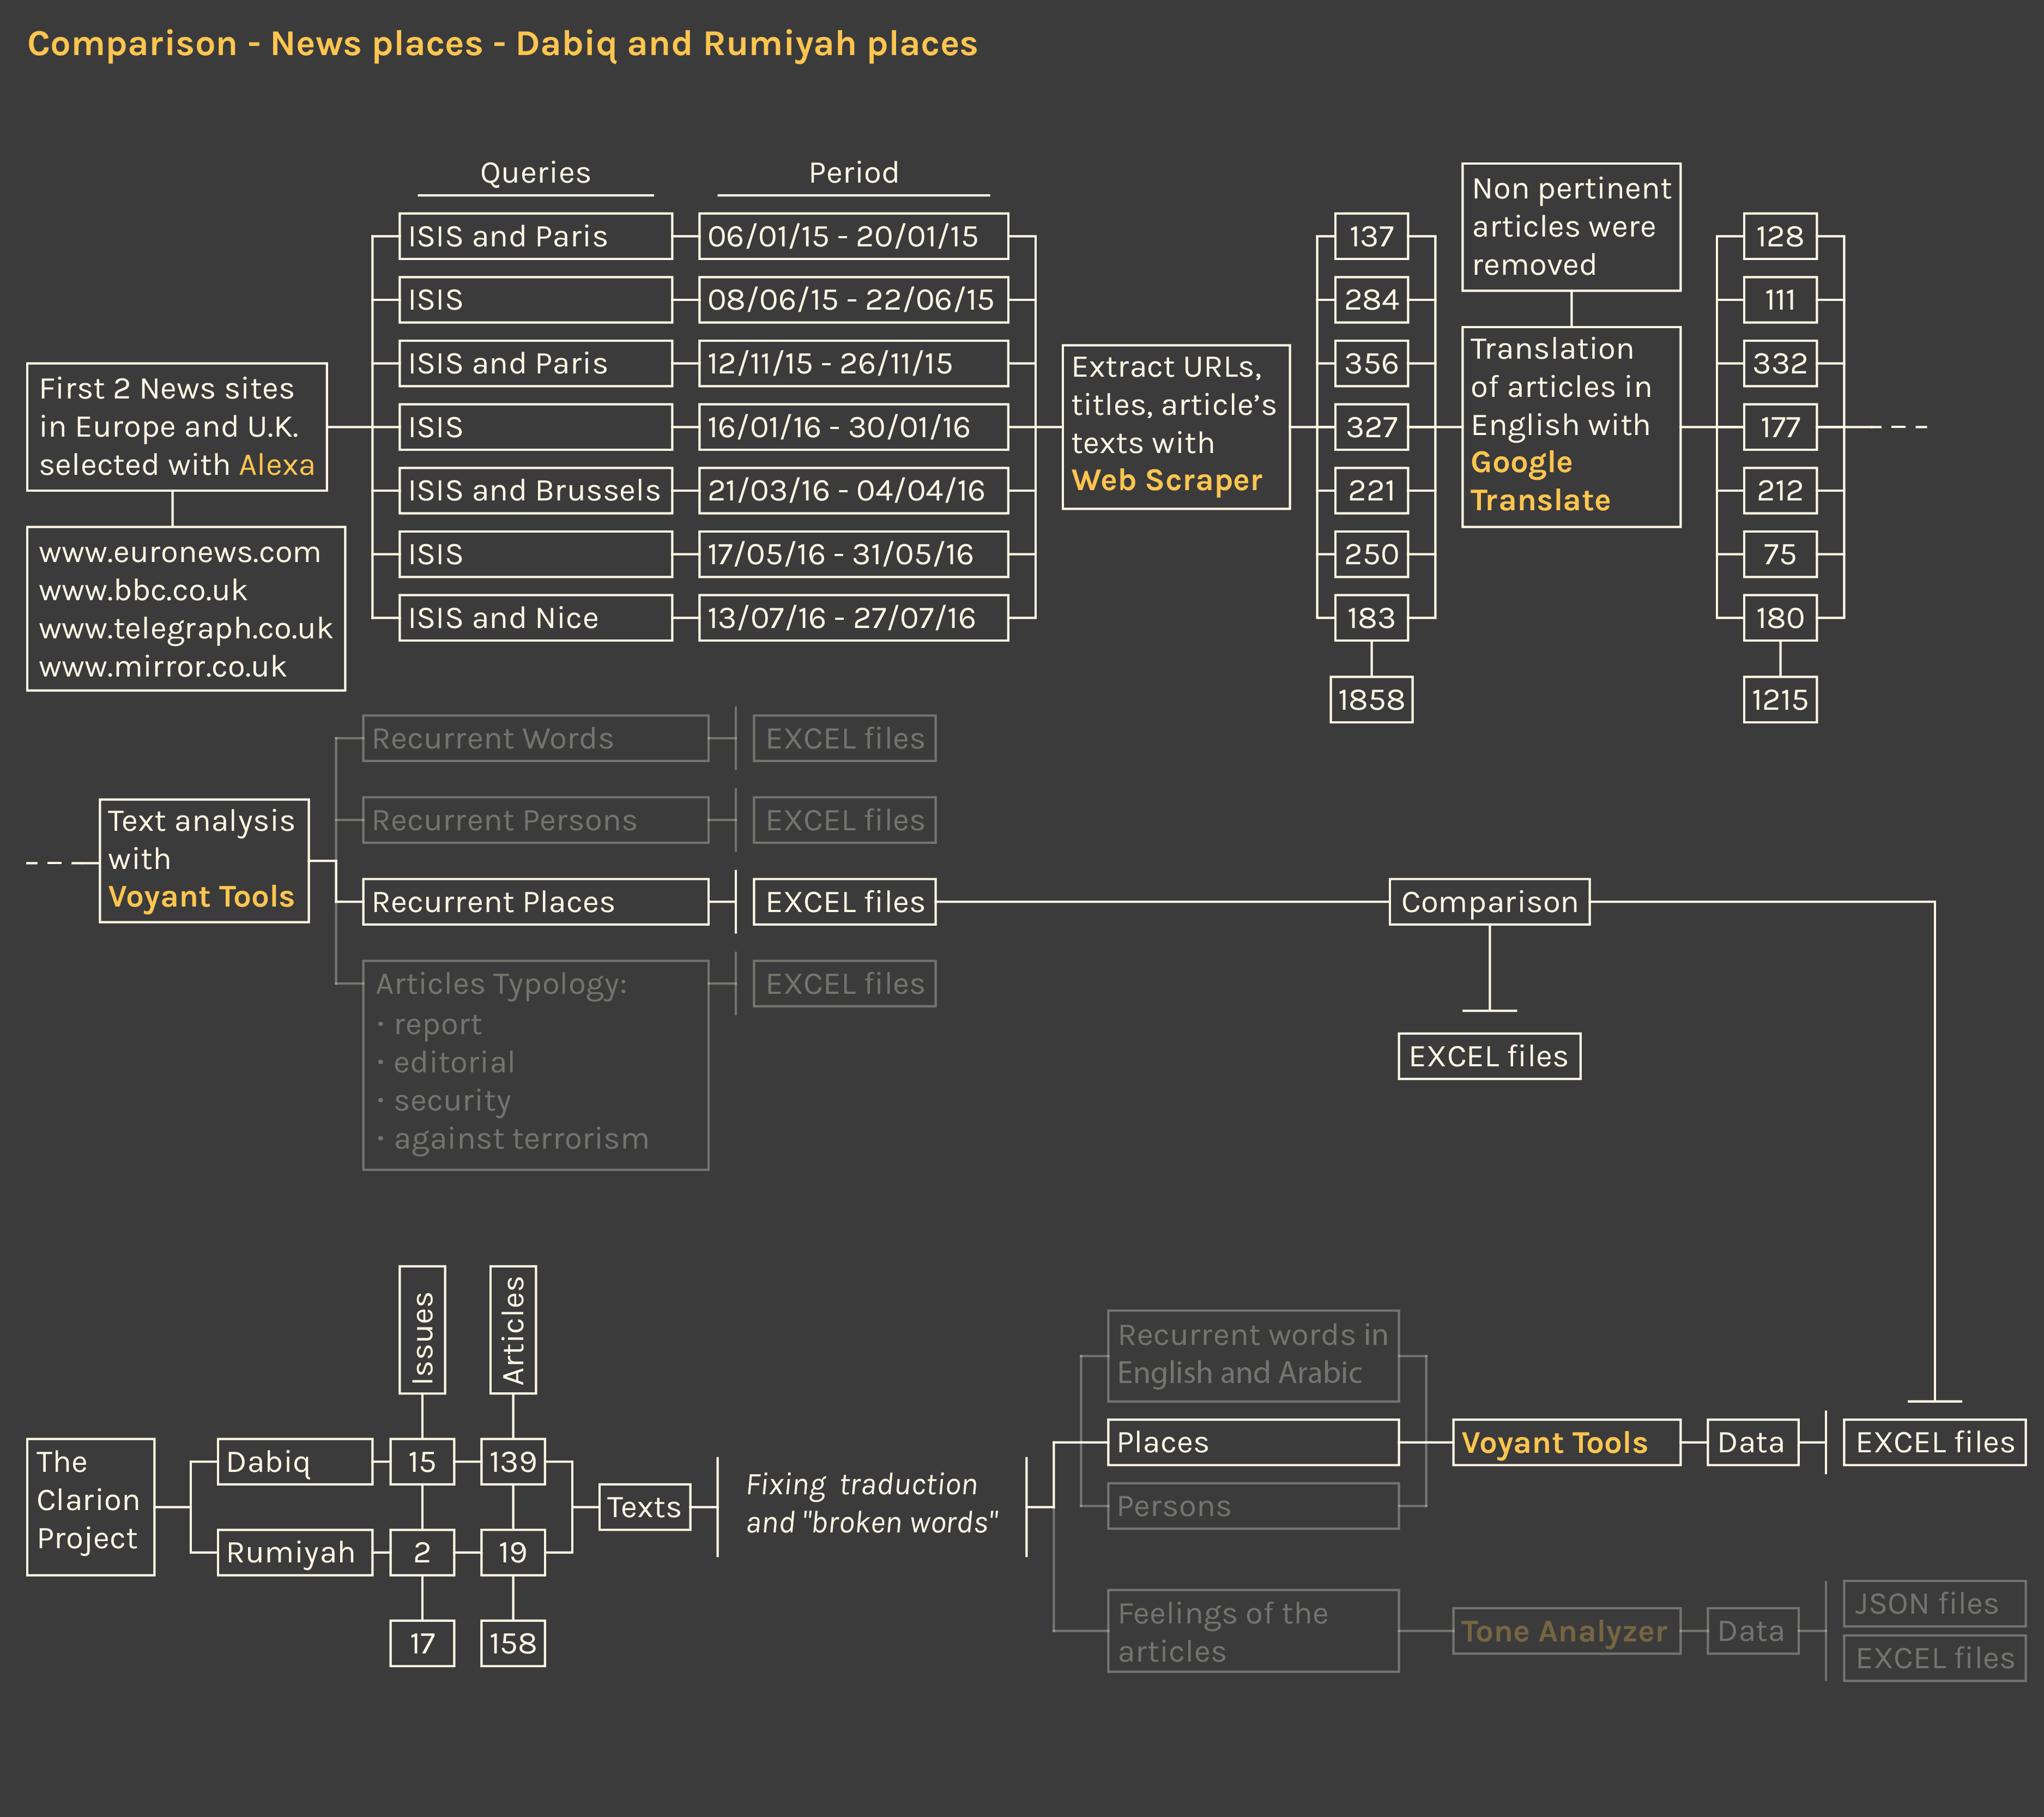 Comparison - News places - Dabiq and Rumiyah places
Queries
Period
ISIS and Paris
06/01/15 - 20/01/15
ISIS
08/06/15 - 22/06/15
ISIS and Paris
12/11/15 - 26/11/15
ISIS
16/01/16 - 30/01/16
ISIS and Brussels
21/03/16 - 04/04/16
ISIS
17/05/16 - 31/05/16
ISIS and Nice
13/07/16 - 27/07/16
First 2 News sites
in Europe and U.K.
selected with Alexa
www.euronews.com
www.bbc.co.uk
www.telegraph.co.uk
www.mirror.co.uk
Extract URLs,
titles, article's
texts with
Web Scraper
137
284
356
327
221
250
183
1858
Non pertinent
articles were
removed
Translation
of articles in
English with
Google
Translate
128
111
332
177
212
75
180
1215
Text analysis
with
Voyant Tools
Recurrent Words
EXCEL files
Recurrent Persons
EXCEL files
Recurrent Places
EXCEL files
Articles Typology:
· report
· editorial
· security
· against terrorism
EXCEL files
Comparison
EXCEL files
Issues
Articles
The
Clarion
Project
Dabiq
15
139
Rumiyah
2
19
17
158
Texts
Fixing traduction
and "broken words"
Recurrent words in
English and Arabic
Places
Persons
Voyant Tools
Data
EXCEL files
Feelings of the
articles
Tone Analyzer
Data
JSON files
EXCEL files